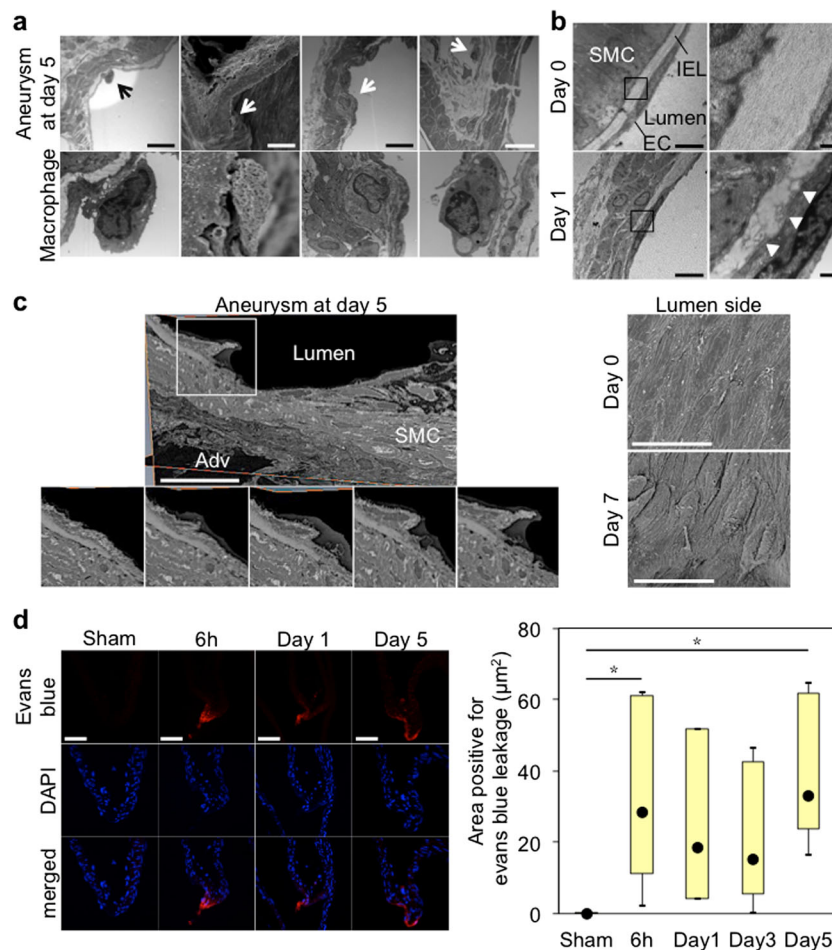 a
Aneurysm
at day 5
Macrophage
b
Day 0
SMC
IEL
Lumen
EC
Day 1
c
Aneurysm at day 5
Lumen
SMC
Adv
Lumen side
Day 0
Day 7
d
Sham 6h Day 1 Day 5
Evans
blue
DAPI
merged
Area positive for
evans blue leakage (µm²)
80
60
40
20
0
*
*
Sham 6h Day1 Day3 Day5